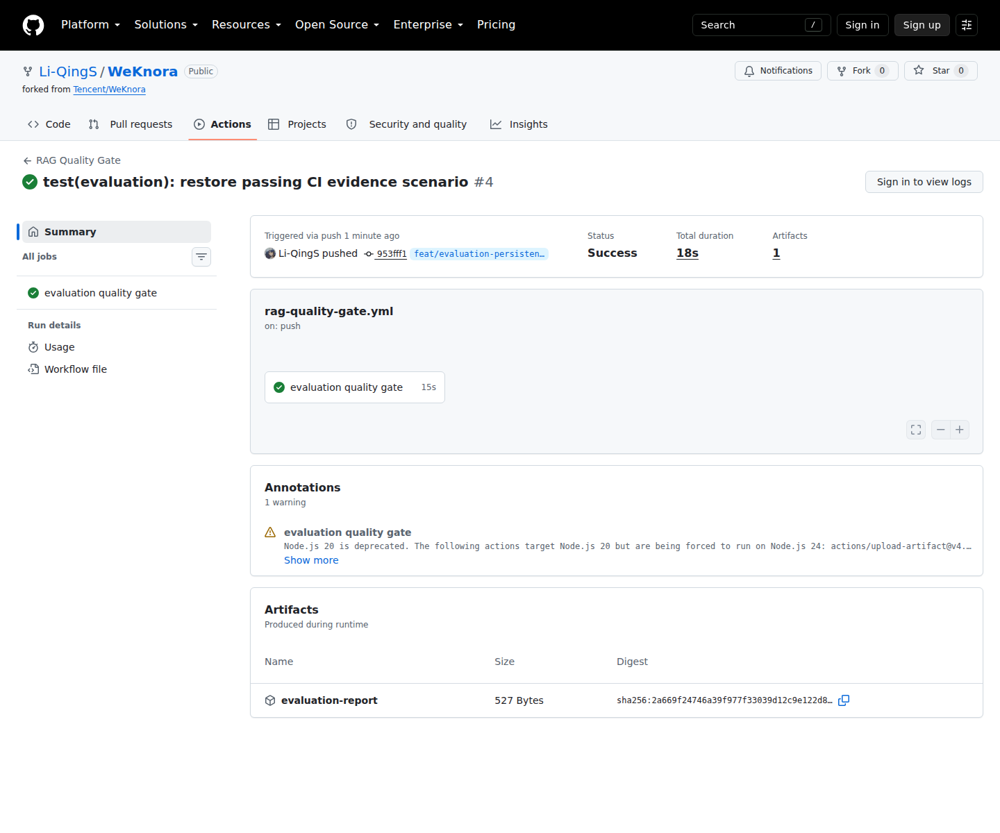 Platform Solutions Resources Open Source Enterprise Pricing Search / Sign in Sign up
Li-QingS / WeKnora Public
Notifications Fork 0 Star 0
forked from Tencent/WeKnora
Code Pull requests Actions Projects Security and quality Insights
RAG Quality Gate
test(evaluation): restore passing CI evidence scenario #4
Sign in to view logs
Summary
All jobs
evaluation quality gate
Run details
Usage
Workflow file
Triggered via push 1 minute ago
Li-QingS pushed 953fff1 feat/evaluation-persisten…
Status
Success
Total duration
18s
Artifacts
1
rag-quality-gate.yml
on: push
evaluation quality gate 15s
Annotations
1 warning
evaluation quality gate
Node.js 20 is deprecated. The following actions target Node.js 20 but are being forced to run on Node.js 24: actions/upload-artifact@v4.…
Show more
Artifacts
Produced during runtime
Name Size Digest
evaluation-report 527 Bytes sha256:2a669f24746a39f977f33039d12c9e122d8…